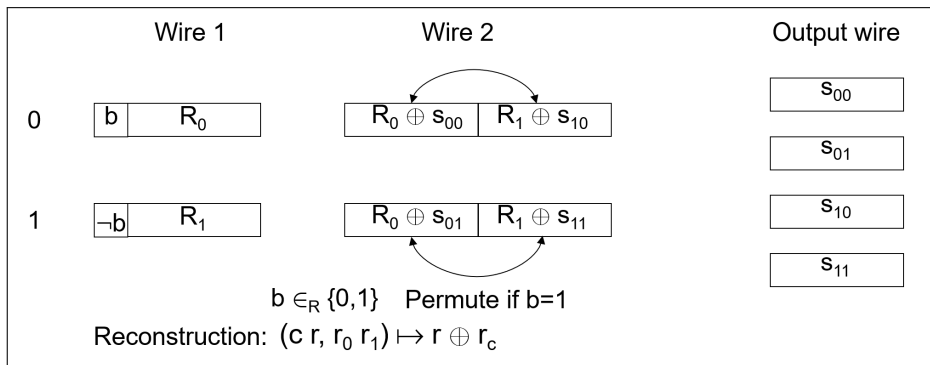 Wire 1 Wire 2 Output wire
s₀₀
0 b R₀ R₀ ⊕ s₀₀ R₁ ⊕ s₁₀
s₀₁
s₁₀
1 ¬b R₁ R₀ ⊕ s₀₁ R₁ ⊕ s₁₁
s₁₁
b ∈R {0,1} Permute if b=1
Reconstruction: (c r, r₀ r₁) ↦ r ⊕ r꜀